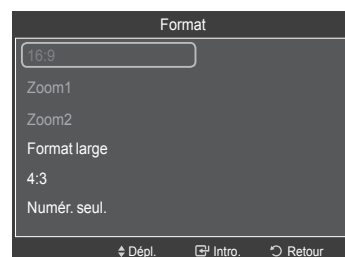 Format
16:9
Zoom1
Zoom2
Format large
4:3
Numér. seul.
Dépl. Intro. Retour